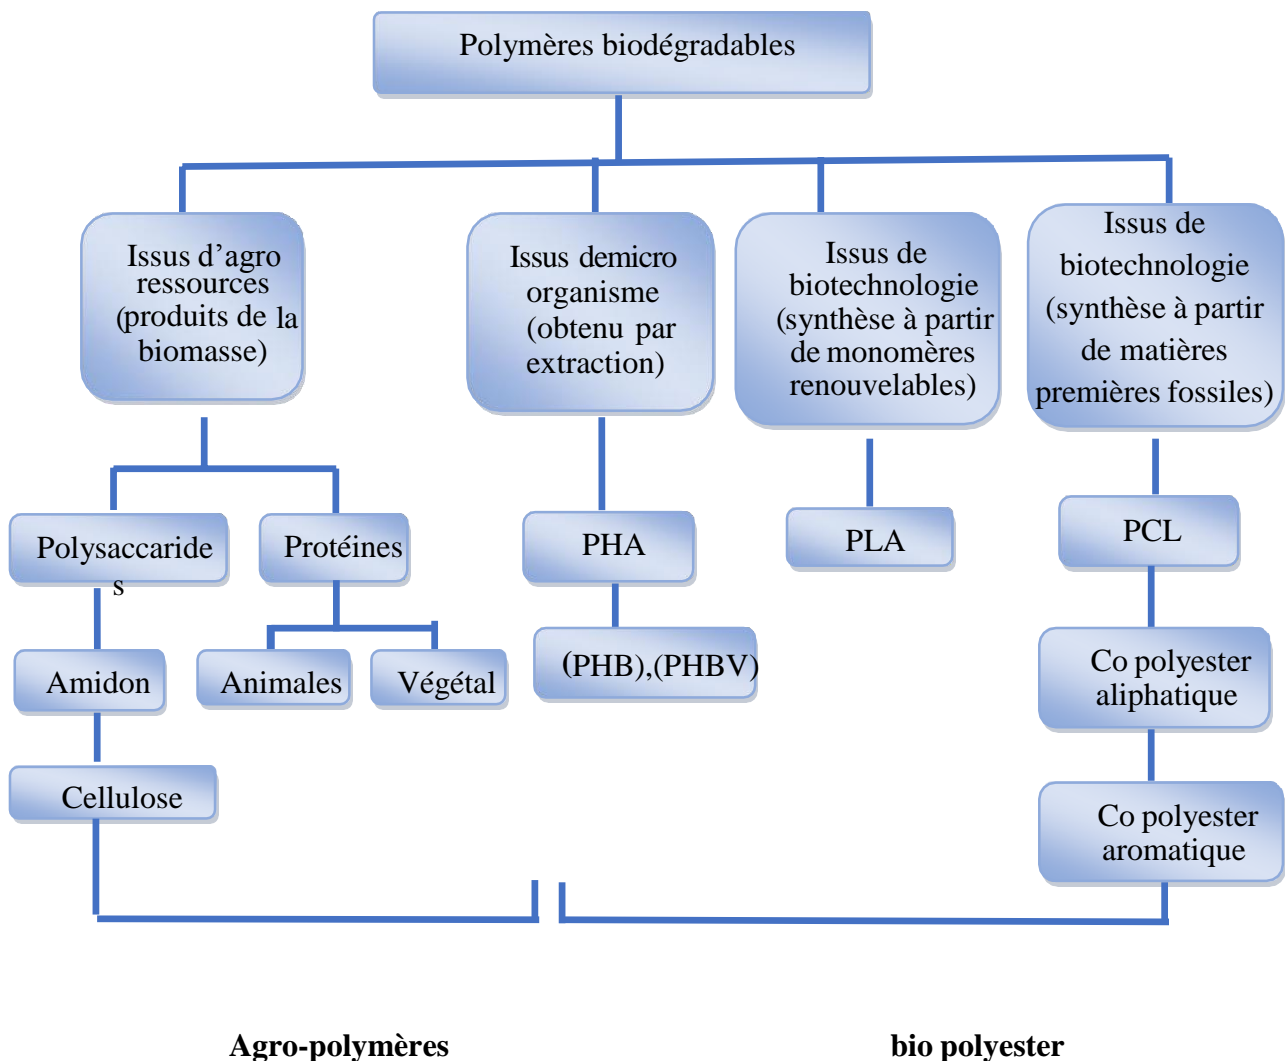 Polymères biodégradables
Issus d’agro
ressources
(produits de la
biomasse)
Issus demicro
organisme
(obtenu par
extraction)
Issus de
biotechnologie
(synthèse à partir
de monomères
renouvelables)
Issus de
biotechnologie
(synthèse à partir
de matières
premières fossiles)
Polysaccaride
s
Protéines
PHA
PLA
PCL
Amidon
Animales
Végétal
(PHB),(PHBV)
Co polyester
aliphatique
Cellulose
Co polyester
aromatique
Agro-polymères
bio polyester